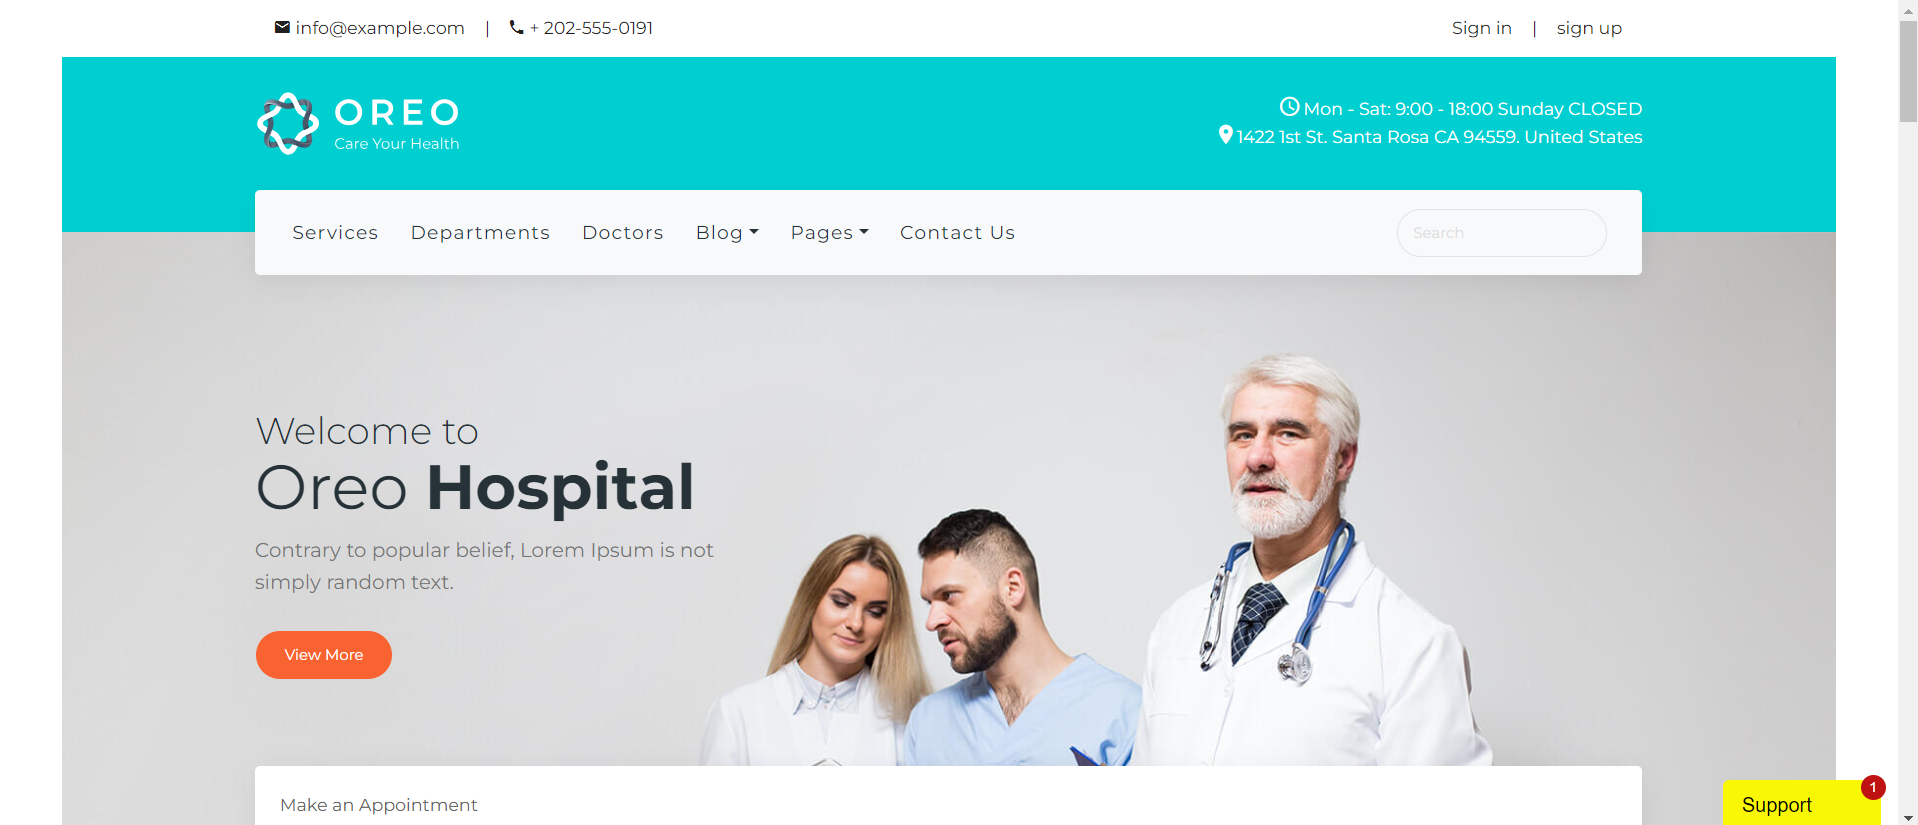 info@example.com | + 202-555-0191
Sign in | sign up
OREO
Care Your Health
Mon - Sat: 9:00 - 18:00 Sunday CLOSED
1422 1st St. Santa Rosa CA 94559. United States
Services Departments Doctors Blog Pages Contact Us Search
Welcome to
Oreo Hospital
Contrary to popular belief, Lorem Ipsum is not
simply random text.
View More
Make an Appointment
Support 1